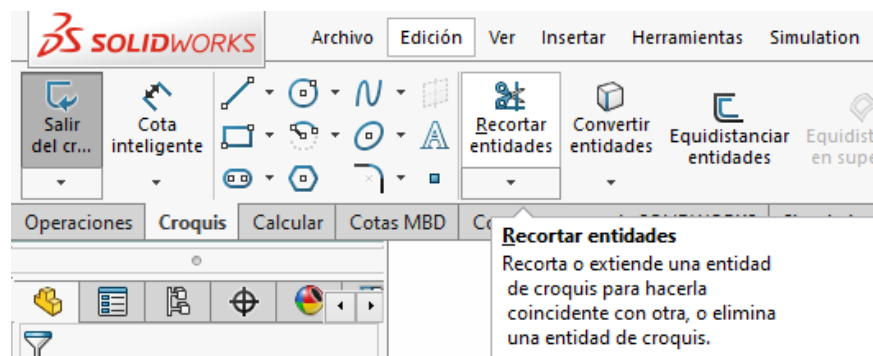 SOLIDWORKS
Archivo Edición Ver Insertar Herramientas Simulation
Salir
del cr...
Cota
inteligente
Recortar
entidades
Convertir
entidades
Equidistanciar
entidades
Equidist
en supe
Operaciones Croquis Calcular Cotas MBD
Recortar entidades
Recorta o extiende una entidad
de croquis para hacerla
coincidente con otra, o elimina
una entidad de croquis.